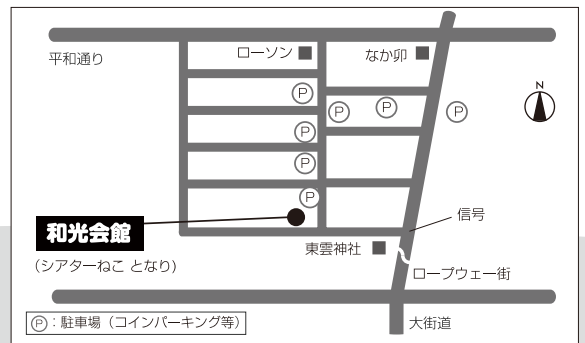 平和通り
ローソン
なか卯
N
P
P
P
P
P
P
P
和光会館
(シアターねこ となり)
信号
東雲神社
ロープウェー街
大街道
P：駐車場（コインパーキング等）